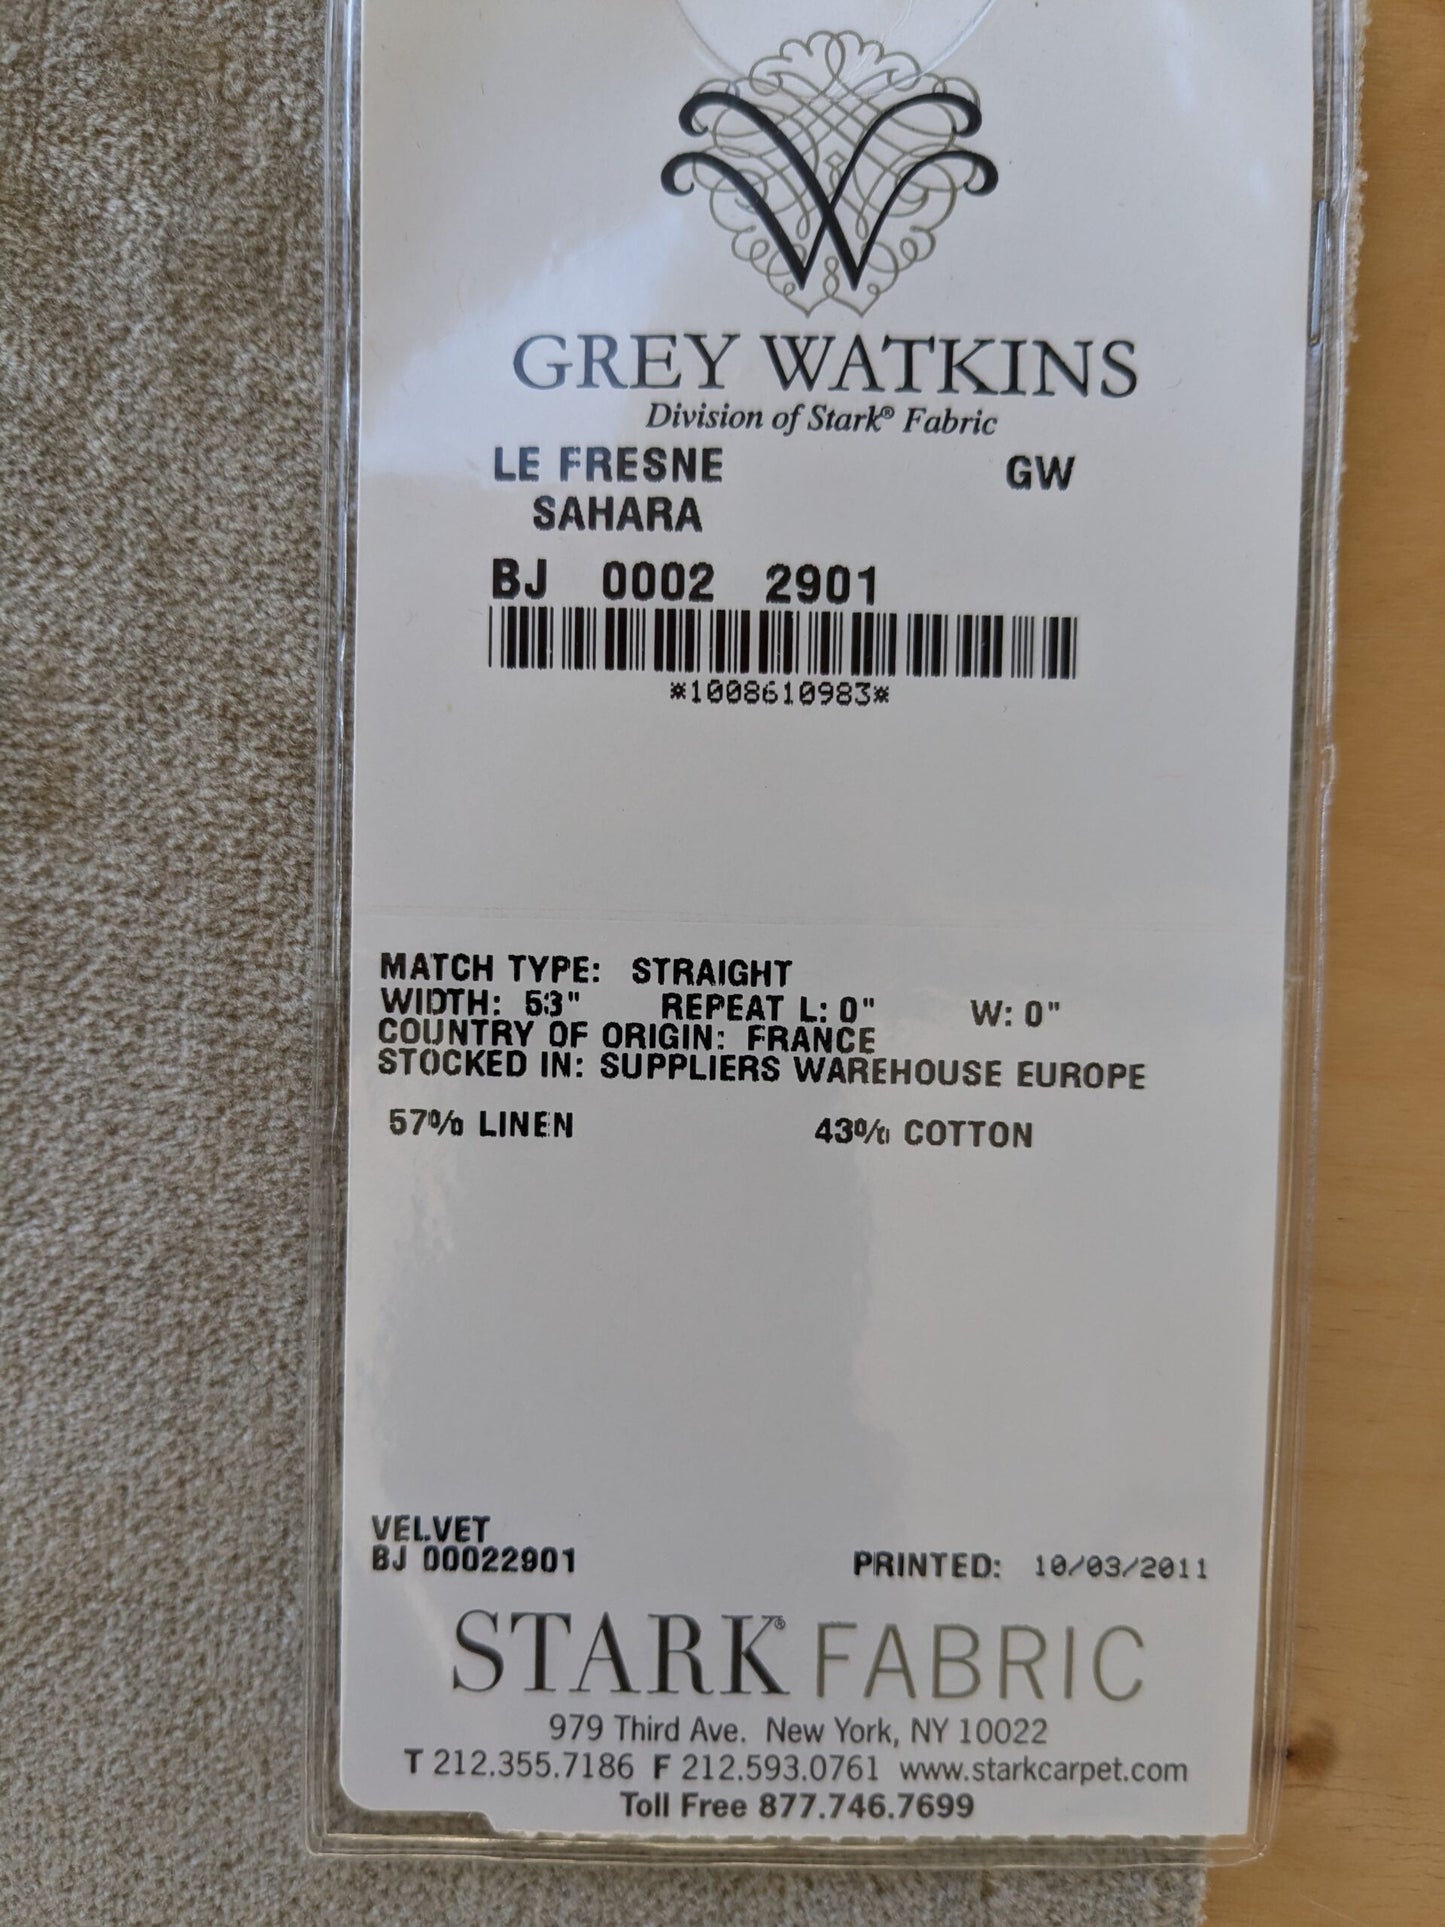 GREY WATKINS
Division of Stark® Fabric
LE FRESNE GW
SAHARA
BJ 0002 2901
*1008610983*
MATCH TYPE: STRAIGHT
WIDTH: 53" REPEAT L: 0" W: 0"
COUNTRY OF ORIGIN: FRANCE
STOCKED IN: SUPPLIERS WAREHOUSE EUROPE
57% LINEN 43% COTTON
VELVET
BJ 00022901 PRINTED: 10/03/2011
STARK® FABRIC
979 Third Ave. New York, NY 10022
T 212.355.7186 F 212.593.0761 www.starkcarpet.com
Toll Free 877.746.7699